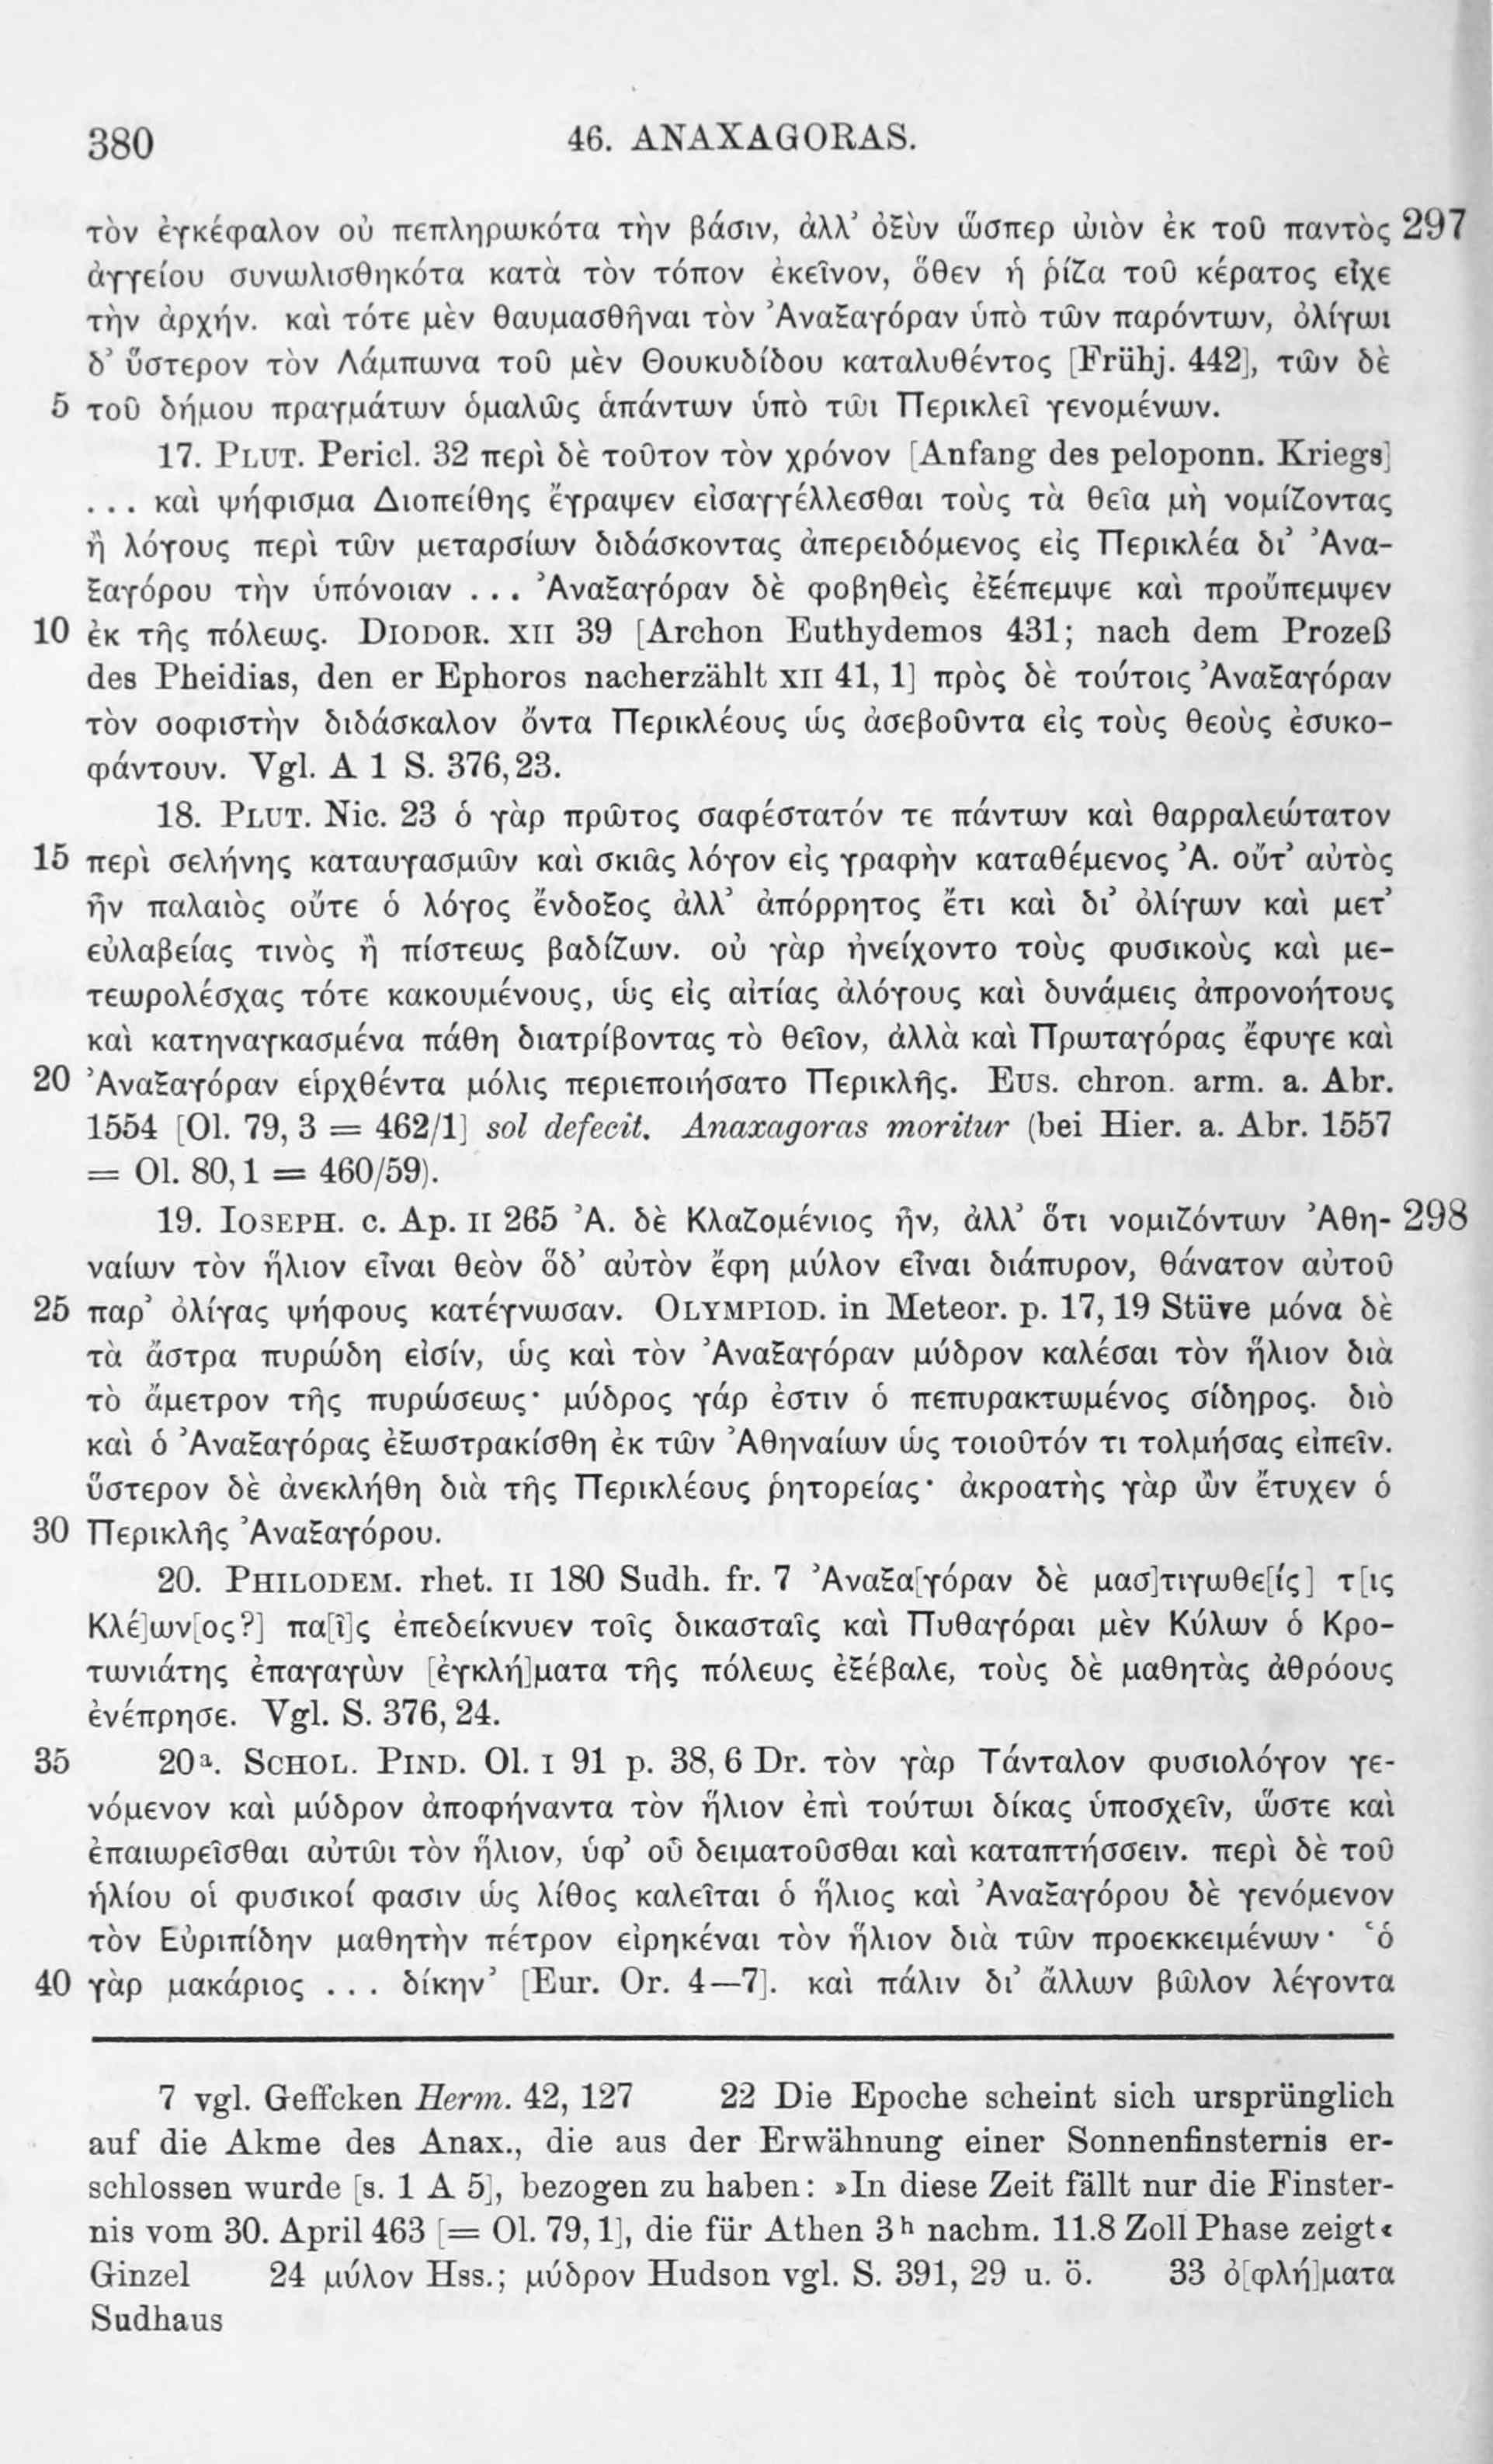 380 46. ANAXAGORAS.
τὸν ἐγκέφαλον οὐ πεπληρωκότα τὴν βάσιν, ἀλλ’ ὀξὺν ὥσπερ ὠιὸν ἐκ τοῦ παντὸς 297
ἀγγείου συνωλισθηκότα κατὰ τὸν τόπον ἐκεῖνον, ὅθεν ἡ ῥίζα τοῦ κέρατος εἶχε
τὴν ἀρχήν. καὶ τότε μὲν θαυμασθῆναι τὸν Ἀναξαγόραν ὑπὸ τῶν παρόντων, ὀλίγωι
δ’ ὕστερον τὸν Λάμπωνα τοῦ μὲν Θουκυδίδου καταλυθέντος [Frühj. 442], τῶν δὲ
5 τοῦ δήμου πραγμάτων ὁμαλῶς ἁπάντων ὑπὸ τῶι Περικλεῖ γενομένων.
17. PLUT. Pericl. 32 περὶ δὲ τοῦτον τὸν χρόνον [Anfang des peloponn. Kriegs]
... καὶ ψήφισμα Διοπείθης ἔγραψεν εἰσαγγέλλεσθαι τοὺς τὰ θεῖα μὴ νομίζοντας
ἢ λόγους περὶ τῶν μεταρσίων διδάσκοντας ἀπερειδόμενος εἰς Περικλέα δι’ Ἀνα-
ξαγόρου τὴν ὑπόνοιαν ... Ἀναξαγόραν δὲ φοβηθεὶς ἐξέπεμψε καὶ προὔπεμψεν
10 ἐκ τῆς πόλεως. DIODOR. XII 39 [Archon Euthydemos 431; nach dem Prozeß
des Pheidias, den er Ephoros nacherzählt XII 41, 1] πρὸς δὲ τούτοις Ἀναξαγόραν
τὸν σοφιστὴν διδάσκαλον ὄντα Περικλέους ὡς ἀσεβοῦντα εἰς τοὺς θεοὺς ἐσυκο-
φάντουν. Vgl. A 1 S. 376, 23.
18. PLUT. Nic. 23 ὁ γὰρ πρῶτος σαφέστατόν τε πάντων καὶ θαρραλεώτατον
15 περὶ σελήνης καταυγασμῶν καὶ σκιᾶς λόγον εἰς γραφὴν καταθέμενος Ἀ. οὔτ’ αὐτὸς
ἦν παλαιὸς οὔτε ὁ λόγος ἔνδοξος ἀλλ’ ἀπόρρητος ἔτι καὶ δι’ ὀλίγων καὶ μετ’
εὐλαβείας τινὸς ἢ πίστεως βαδίζων. οὐ γὰρ ἠνείχοντο τοὺς φυσικοὺς καὶ με-
τεωρολέσχας τότε κακουμένους, ὡς εἰς αἰτίας ἀλόγους καὶ δυνάμεις ἀπρονοήτους
καὶ κατηναγκασμένα πάθη διατρίβοντας τὸ θεῖον, ἀλλὰ καὶ Πρωταγόρας ἔφυγε καὶ
20 Ἀναξαγόραν εἱρχθέντα μόλις περιεποιήσατο Περικλῆς. EUS. chron. arm. a. Abr.
1554 [Ol. 79, 3 = 462/1] sol defecit. Anaxagoras moritur (bei Hier. a. Abr. 1557
= Ol. 80, 1 = 460/59).
19. IOSEPH. c. Ap. II 265 Ἀ. δὲ Κλαζομένιος ἦν, ἀλλ’ ὅτι νομιζόντων Ἀθη- 298
ναίων τὸν ἥλιον εἶναι θεὸν ὅδ’ αὐτὸν ἔφη μύλον εἶναι διάπυρον, θάνατον αὐτοῦ
25 παρ’ ὀλίγας ψήφους κατέγνωσαν. OLYMPIOD. in Meteor. p. 17, 19 Stüve μόνα δὲ
τὰ ἄστρα πυρώδη εἰσίν, ὡς καὶ τὸν Ἀναξαγόραν μύδρον καλέσαι τὸν ἥλιον διὰ
τὸ ἄμετρον τῆς πυρώσεως· μύδρος γάρ ἐστιν ὁ πεπυρακτωμένος σίδηρος. διὸ
καὶ ὁ Ἀναξαγόρας ἐξωστρακίσθη ἐκ τῶν Ἀθηναίων ὡς τοιοῦτόν τι τολμήσας εἰπεῖν.
ὕστερον δὲ ἀνεκλήθη διὰ τῆς Περικλέους ῥητορείας· ἀκροατὴς γὰρ ὢν ἔτυχεν ὁ
30 Περικλῆς Ἀναξαγόρου.
20. PHILODEM. rhet. II 180 Sudh. fr. 7 Ἀναξα[γόραν δὲ μασ]τιγωθε[ίς] τ[ις
Κλέ]ων[ος?] πα[ῖ]ς ἐπεδείκνυεν τοῖς δικασταῖς καὶ Πυθαγόραι μὲν Κύλων ὁ Κρο-
τωνιάτης ἐπαγαγὼν [ἐγκλή]ματα τῆς πόλεως ἐξέβαλε, τοὺς δὲ μαθητὰς ἀθρόους
ἐνέπρησε. Vgl. S. 376, 24.
35 20ª. SCHOL. PIND. Ol. I 91 p. 38, 6 Dr. τὸν γὰρ Τάνταλον φυσιολόγον γε-
νόμενον καὶ μύδρον ἀποφήναντα τὸν ἥλιον ἐπὶ τούτωι δίκας ὑποσχεῖν, ὥστε καὶ
ἐπαιωρεῖσθαι αὐτῶι τὸν ἥλιον, ὑφ’ οὗ δειματοῦσθαι καὶ καταπτήσσειν. περὶ δὲ τοῦ
ἡλίου οἱ φυσικοί φασιν ὡς λίθος καλεῖται ὁ ἥλιος καὶ Ἀναξαγόρου δὲ γενόμενον
τὸν Εὐριπίδην μαθητὴν πέτρον εἰρηκέναι τὸν ἥλιον διὰ τῶν προεκκειμένων· ‘ὁ
40 γὰρ μακάριος ... δίκην’ [Eur. Or. 4—7]. καὶ πάλιν δι’ ἄλλων βῶλον λέγοντα
7 vgl. Geffcken Herm. 42, 127 22 Die Epoche scheint sich ursprünglich
auf die Akme des Anax., die aus der Erwähnung einer Sonnenfinsternis er-
schlossen wurde [s. 1 A 5], bezogen zu haben: »In diese Zeit fällt nur die Finster-
nis vom 30. April 463 [= Ol. 79, 1], die für Athen 3ʰ nachm. 11.8 Zoll Phase zeigt«
Ginzel 24 μύλον Hss.; μύδρον Hudson vgl. S. 391, 29 u. ö. 33 ὀ[φλή]ματα
Sudhaus